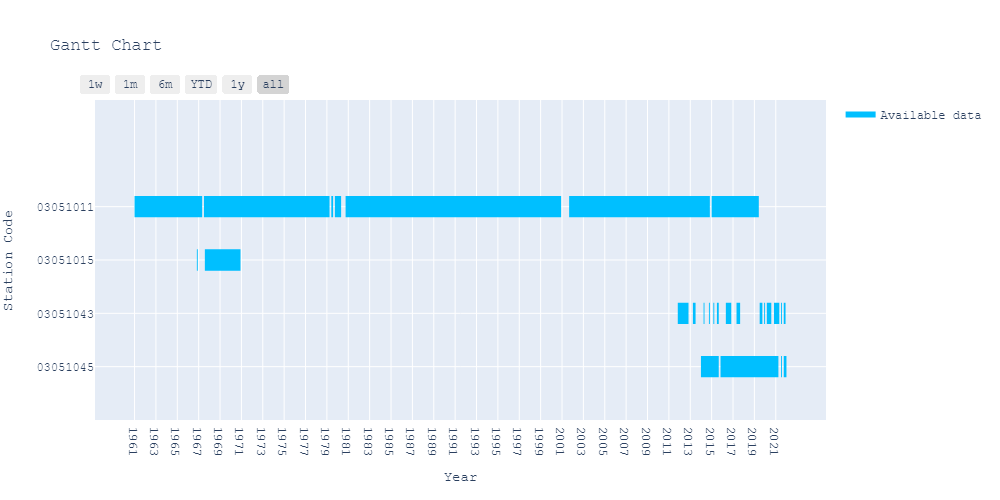 Gantt Chart
1w 1m 6m YTD 1y all
Available data
03051011
03051015
03051043
03051045
Station Code
1961 1963 1965 1967 1969 1971 1973 1975 1977 1979 1981 1983 1985 1987 1989 1991 1993 1995 1997 1999 2001 2003 2005 2007 2009 2011 2013 2015 2017 2019 2021
Year